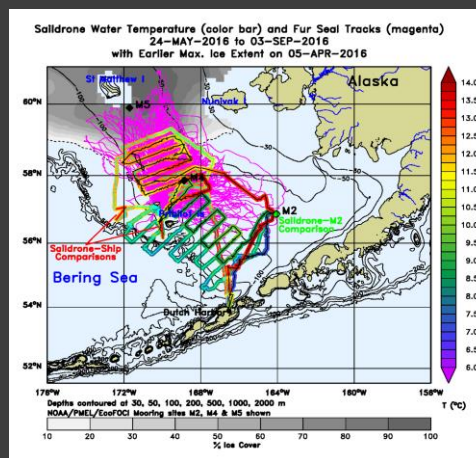 Saildrone Water Temperature (color bar) and Fur Seal Tracks (magenta)
24-MAY-2016 to 03-SEP-2016
with Earlier Max. Ice Extent on 05-APR-2016
St Matthew I
Alaska
M5
Nunivak I
60°N
58°N
56°N
54°N
52°N
M4
Pribilof Is
M2
Saildrone-M2
Comparison
Saildrone-Ship
Comparisons
Bering Sea
Dutch Harbor
176°W
172°W
168°W
164°W
160°W
156°W
14.0
13.5
13.0
12.5
12.0
11.5
11.0
10.5
10.0
9.5
9.0
8.5
8.0
7.5
7.0
6.5
6.0
T (°C)
Depths contoured at 30, 50, 100, 200, 500, 1000, 2000 m
NOAA/PMEL/EcoFOCI Mooring sites M2, M4 & M5 shown
10 20 30 40 50 60 70 80 90 100
% Ice Cover